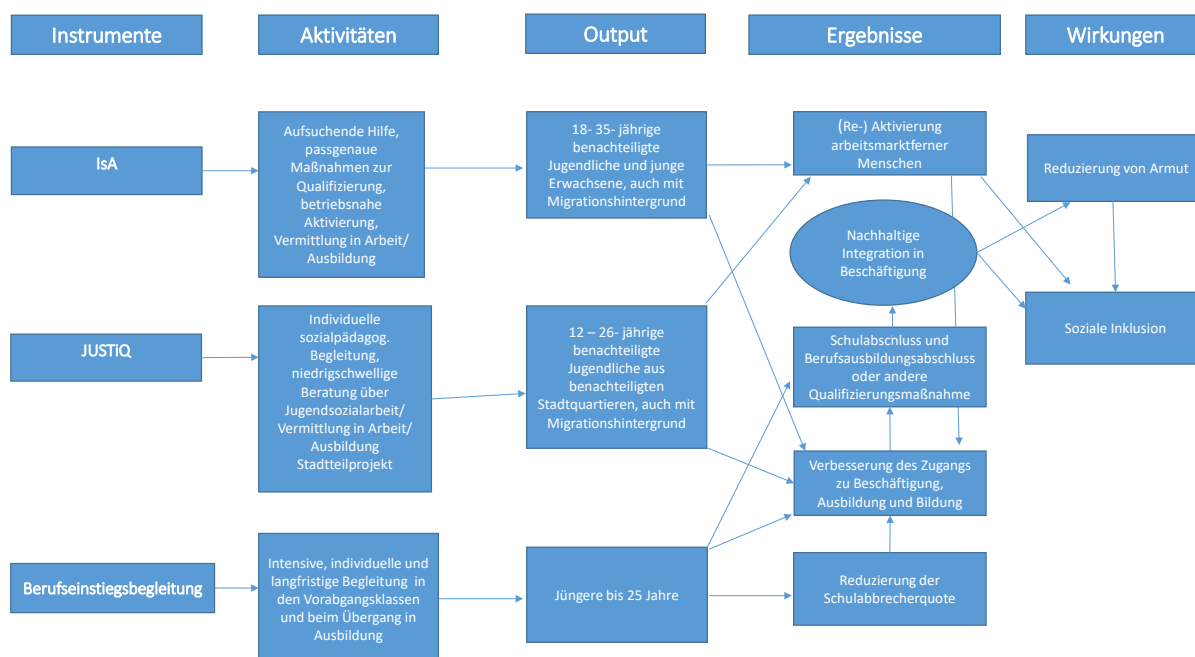 Instrumente
Aktivitäten
Output
Ergebnisse
Wirkungen
IsA
Aufsuchende Hilfe,
passgenaue
Maßnahmen zur
Qualifizierung,
betriebsnahe
Aktivierung,
Vermittlung in Arbeit/
Ausbildung
18- 35- jährige
benachteiligte
Jugendliche und junge
Erwachsene, auch mit
Migrationshintergrund
(Re-) Aktivierung
arbeitsmarktferner
Menschen
Reduzierung von Armut
Nachhaltige
Integration in
Beschäftigung
JUSTiQ
Individuelle
sozialpädagog.
Begleitung,
niedrigschwellige
Beratung über
Jugendsozialarbeit/
Vermittlung in Arbeit/
Ausbildung
Stadtteilprojekt
12 – 26- jährige
benachteiligte
Jugendliche aus
benachteiligten
Stadtquartieren, auch mit
Migrationshintergrund
Schulabschluss und
Berufsausbildungsabschluss
oder andere
Qualifizierungsmaßnahme
Soziale Inklusion
Verbesserung des Zugangs
zu Beschäftigung,
Ausbildung und Bildung
Berufseinstiegsbegleitung
Intensive, individuelle und
langfristige Begleitung in
den Vorabgangsklassen
und beim Übergang in
Ausbildung
Jüngere bis 25 Jahre
Reduzierung der
Schulabbrecherquote